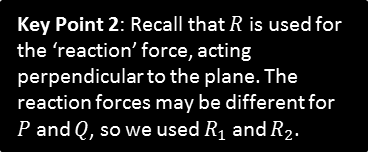 Key Point 2: Recall that R is used for
the ‘reaction’ force, acting
perpendicular to the plane. The
reaction forces may be different for
P and Q, so we used R₁ and R₂.